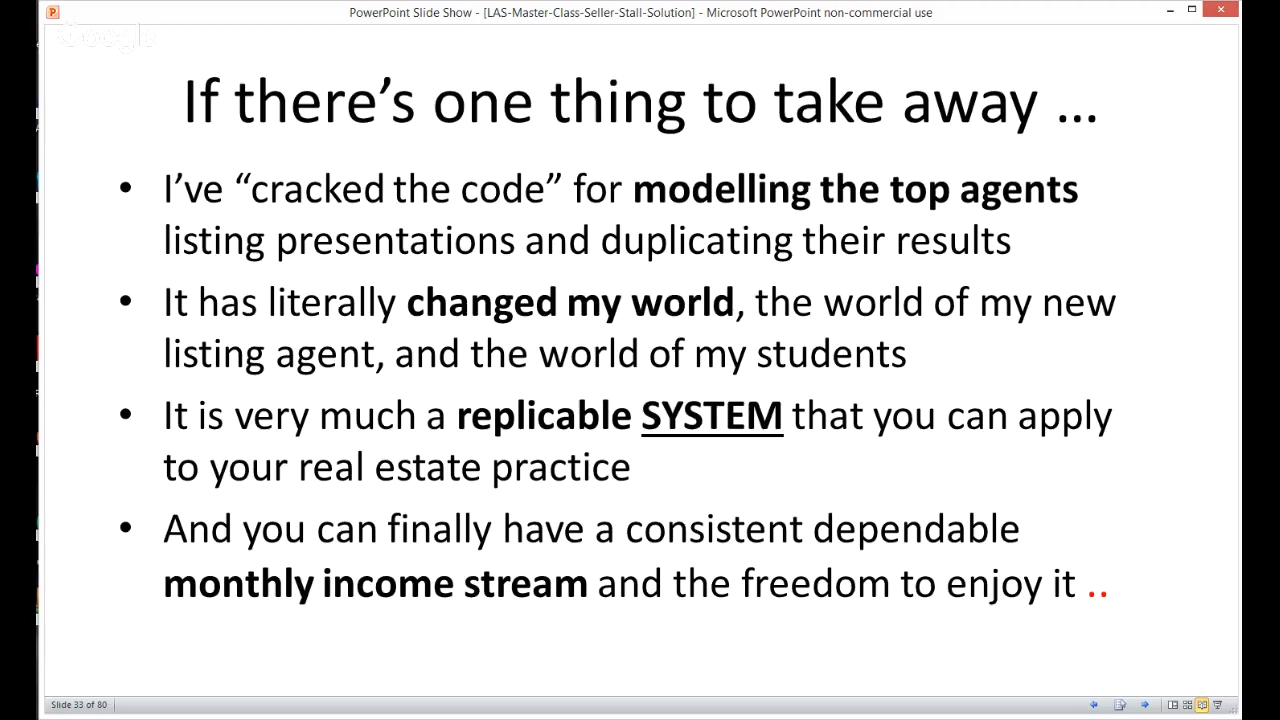 PowerPoint Slide Show - [LAS-Master-Class-Seller-Stall-Solution] - Microsoft PowerPoint non-commercial use
Google
If there’s one thing to take away ...
• I’ve “cracked the code” for modelling the top agents
listing presentations and duplicating their results
• It has literally changed my world, the world of my new
listing agent, and the world of my students
• It is very much a replicable SYSTEM that you can apply
to your real estate practice
• And you can finally have a consistent dependable
monthly income stream and the freedom to enjoy it ..
Slide 33 of 80